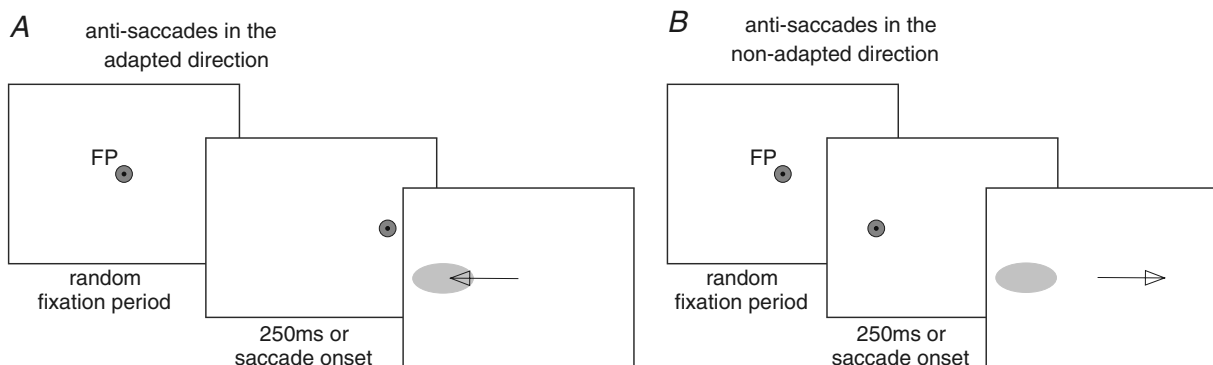 A
anti-saccades in the
adapted direction
FP
random
fixation period
250ms or
saccade onset
B
anti-saccades in the
non-adapted direction
FP
random
fixation period
250ms or
saccade onset